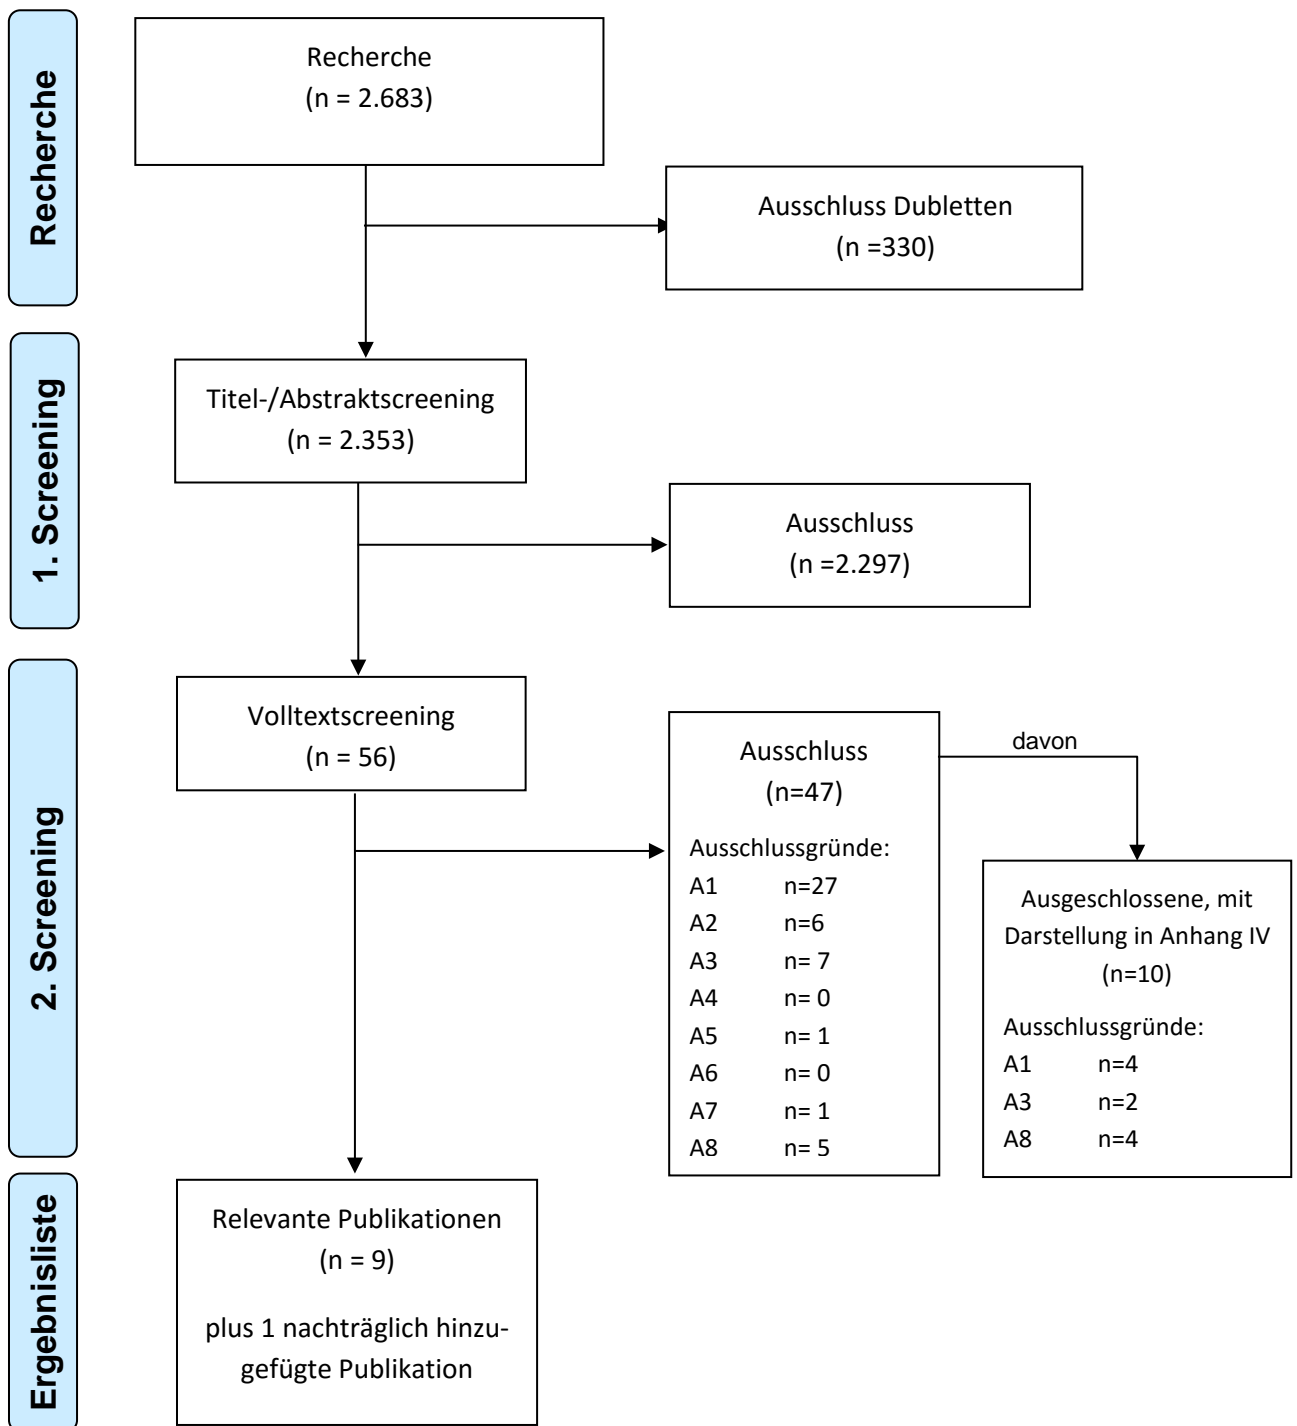 Recherche
Recherche
(n = 2.683)
Ausschluss Dubletten
(n =330)
1. Screening
Titel-/Abstraktscreening
(n = 2.353)
Ausschluss
(n =2.297)
2. Screening
Volltextscreening
(n = 56)
Ausschluss
(n=47)
Ausschlussgründe:
A1 n=27
A2 n=6
A3 n= 7
A4 n= 0
A5 n= 1
A6 n= 0
A7 n= 1
A8 n= 5
davon
Ausgeschlossene, mit
Darstellung in Anhang IV
(n=10)
Ausschlussgründe:
A1 n=4
A3 n=2
A8 n=4
Ergebnisliste
Relevante Publikationen
(n = 9)
plus 1 nachträglich hinzu-
gefügte Publikation